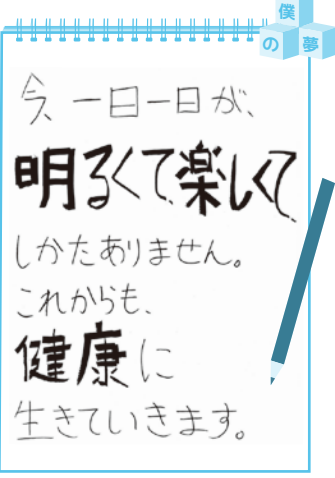 僕の夢
今、一日一日が、
明るくて、楽しくて、
しかたありません。
これからも、
健康に
生きていきます。